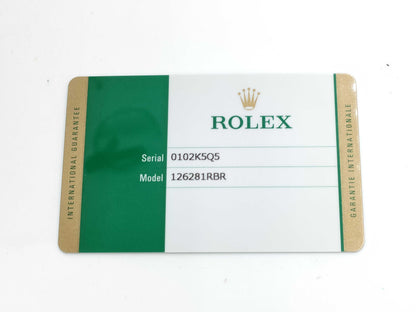 INTERNATIONAL GUARANTEE
ROLEX
Serial 0102K5Q5
Model 126281RBR
GARANTIE INTERNATIONALE